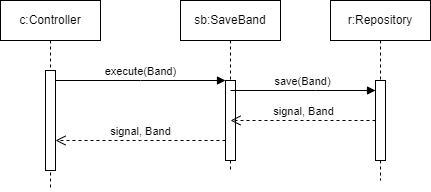 c:Controller
sb:SaveBand
r:Repository
execute(Band)
save(Band)
signal, Band
signal, Band